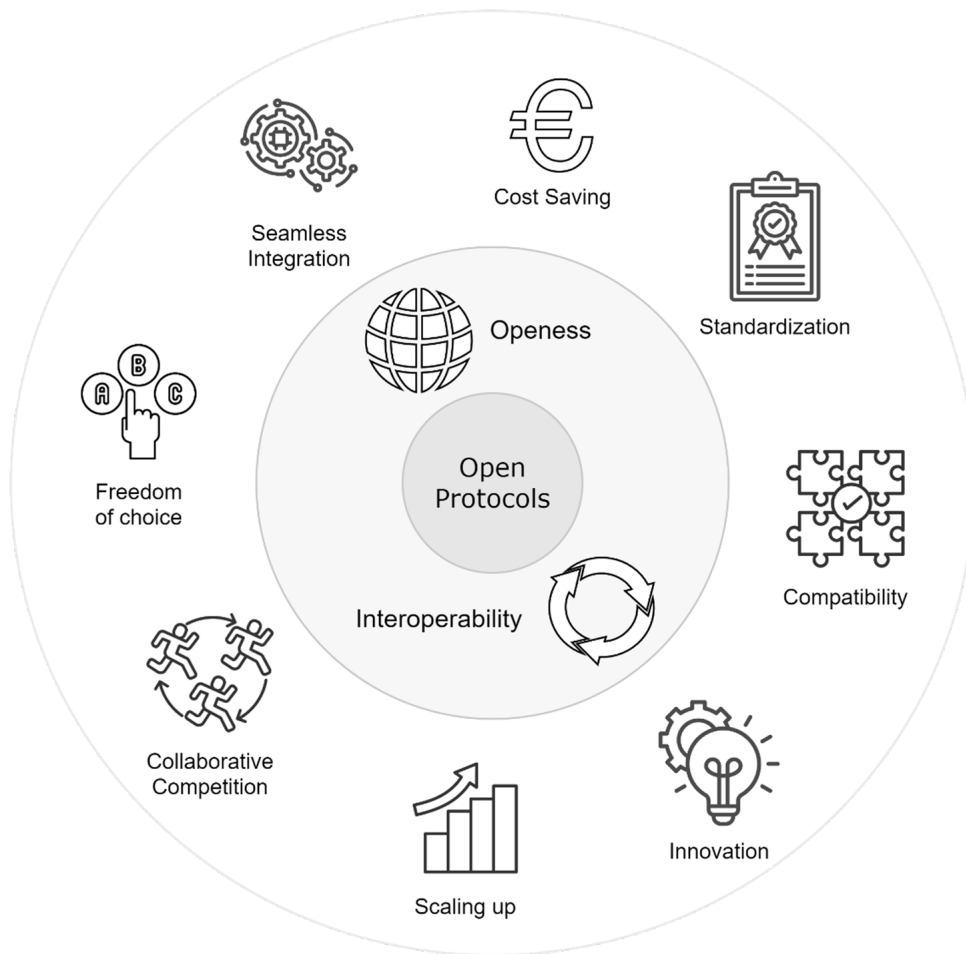 Cost Saving
Seamless
Integration
Standardization
Openess
A
B
C
Open
Protocols
Freedom
of choice
Compatibility
Interoperability
Collaborative
Competition
Innovation
Scaling up